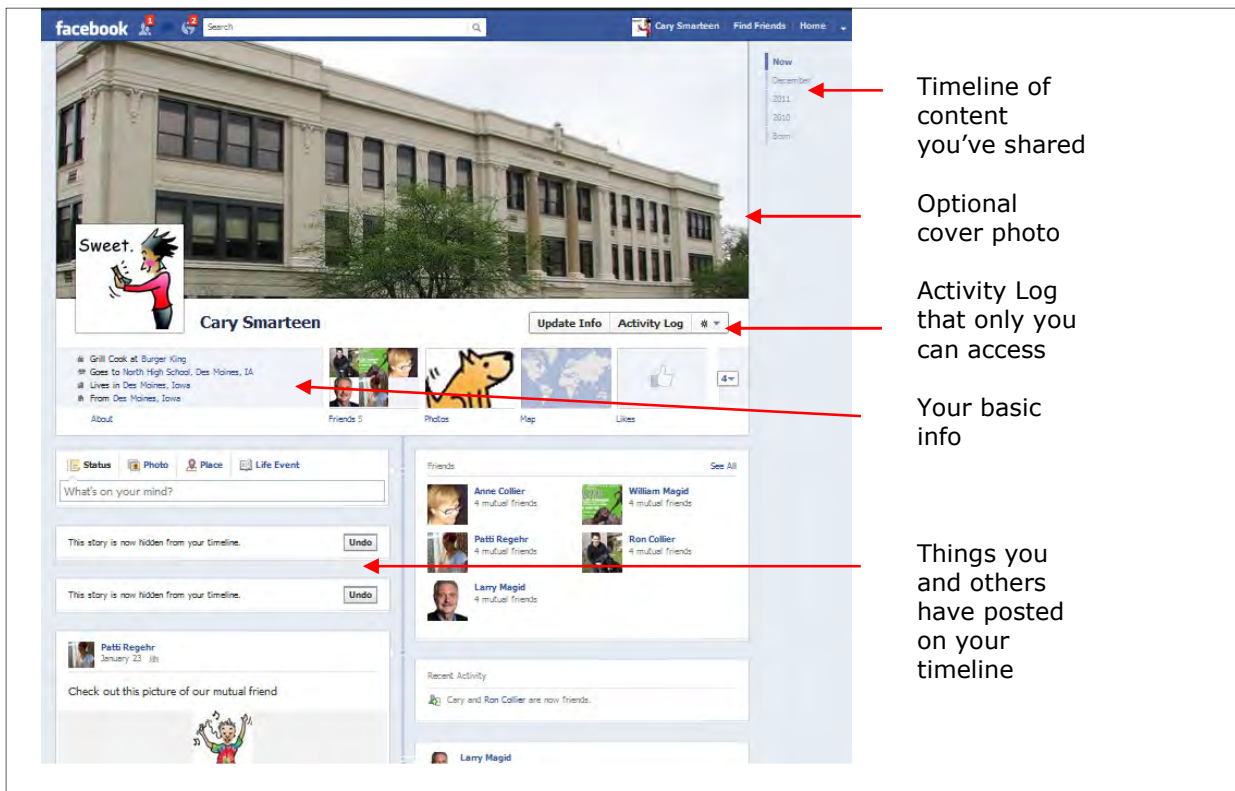 facebook 1 2 Search Cary Smarteen Find Friends Home
Now
December
2011
2010
Born
Timeline of
content
you've shared
Optional
cover photo
Sweet.
Cary Smarteen
Update Info Activity Log
Activity Log
that only you
can access
Grill Cook at Burger King
Goes to North High School, Des Moines, IA
Lives in Des Moines, Iowa
From Des Moines, Iowa
4
About Friends 5 Photos Map Likes
Your basic
info
Status Photo Place Life Event
What's on your mind?
This story is now hidden from your timeline. Undo
This story is now hidden from your timeline. Undo
Patti Regehr
January 23
Check out this picture of our mutual friend
Friends See All
Anne Collier
4 mutual friends
William Magid
4 mutual friends
Patti Regehr
4 mutual friends
Ron Collier
4 mutual friends
Larry Magid
4 mutual friends
Recent Activity
Cary and Ron Collier are now friends.
Larry Magid
Things you
and others
have posted
on your
timeline